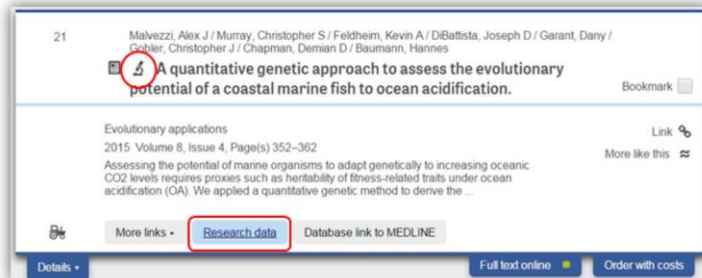 21
Malvezzi, Alex J / Murray, Christopher S / Feldheim, Kevin A / DiBattista, Joseph D / Garant, Dany /
Gobler, Christopher J / Chapman, Demian D / Baumann, Hannes
A quantitative genetic approach to assess the evolutionary
potential of a coastal marine fish to ocean acidification.
Bookmark
Evolutionary applications
2015 Volume 8, Issue 4, Page(s) 352–362
Assessing the potential of marine organisms to adapt genetically to increasing oceanic
CO2 levels requires proxies such as heritability of fitness-related traits under ocean
acidification (OA). We applied a quantitative genetic method to derive the ...
Link
More like this
More links
Research data
Database link to MEDLINE
Details
Full text online
Order with costs